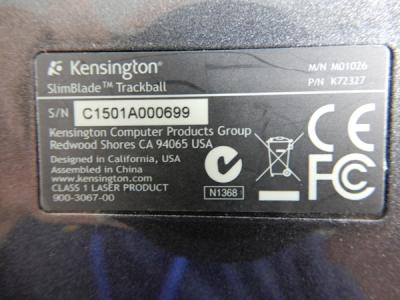 Kensington®
M/N M01026
SlimBlade™ Trackball
P/N K72327
S/N C1501A000699
Kensington Computer Products Group
Redwood Shores CA 94065 USA
Designed in California, USA
Assembled in China
www.kensington.com
CLASS 1 LASER PRODUCT
900-3067-00
N1368
CE
FC